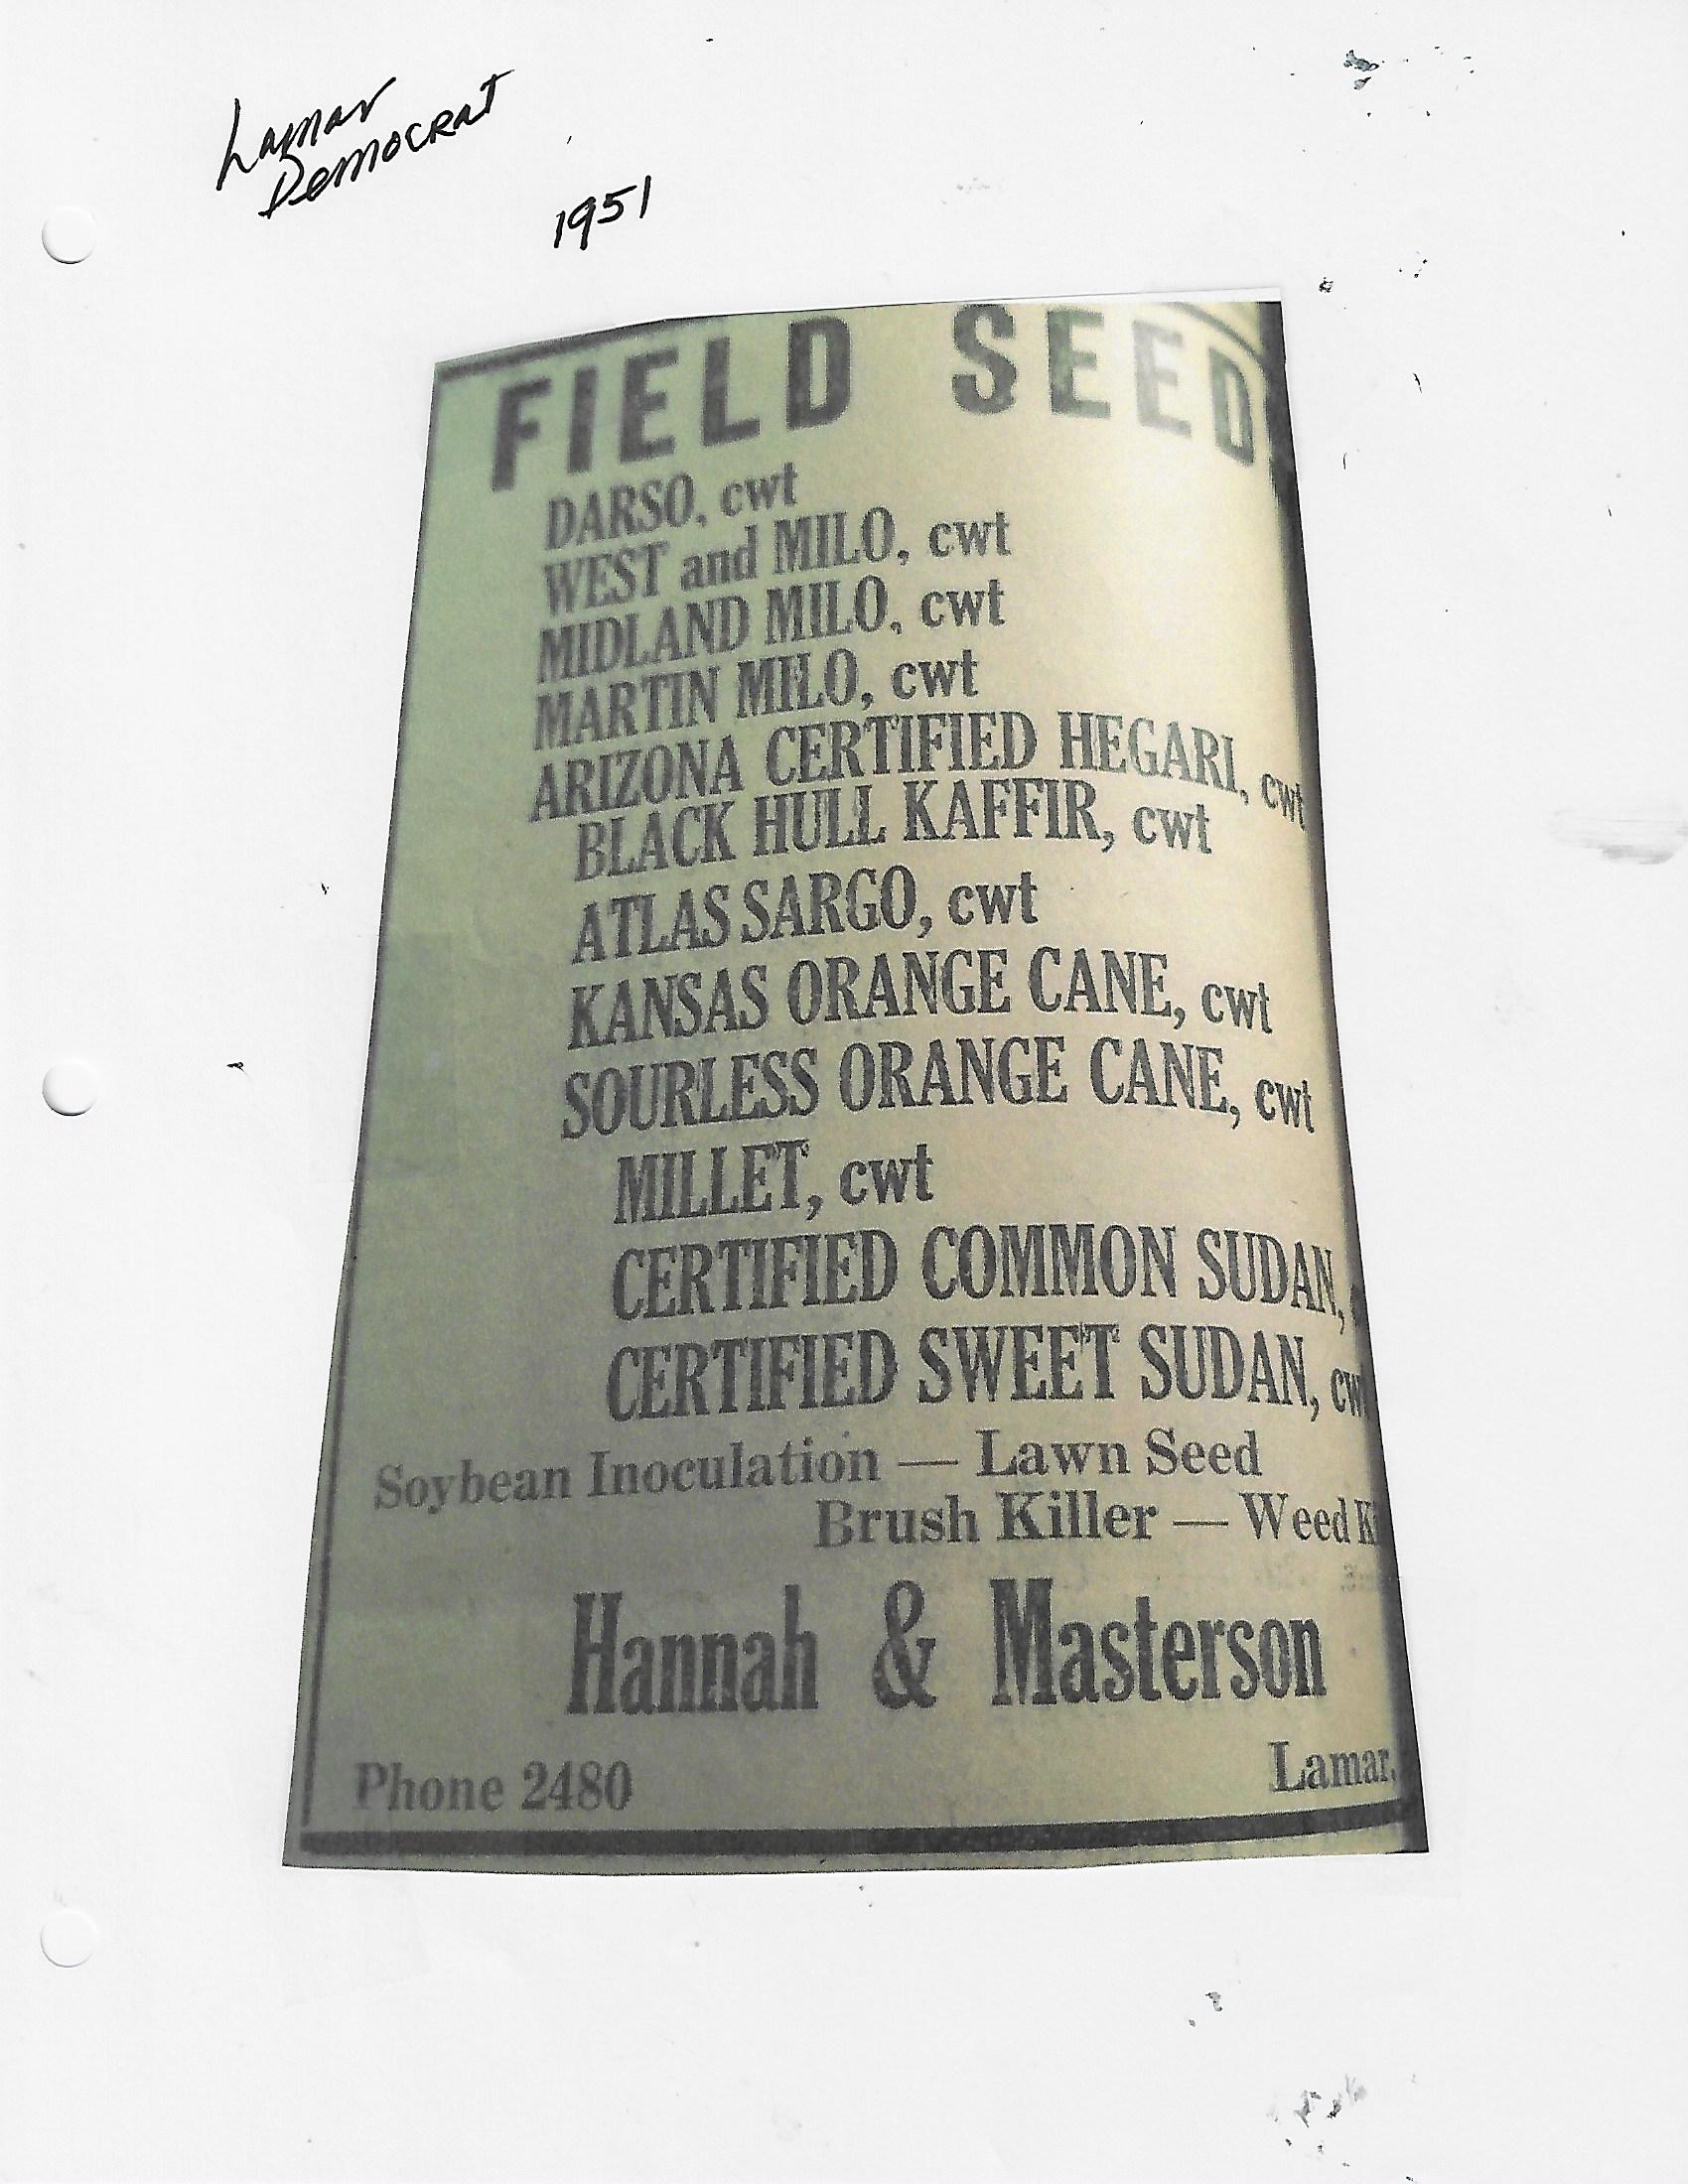 Lamar
Democrat
1951
FIELD SEED
DARSO, cwt
WEST and MILO, cwt
MIDLAND MILO, cwt
MARTIN MILO, cwt
ARIZONA CERTIFIED HEGARI, cwt
BLACK HULL KAFFIR, cwt
ATLAS SARGO, cwt
KANSAS ORANGE CANE, cwt
SOURLESS ORANGE CANE, cwt
MILLET, cwt
CERTIFIED COMMON SUDAN,
CERTIFIED SWEET SUDAN, cw
Soybean Inoculation — Lawn Seed
Brush Killer — Weed Ki
Hannah & Masterson
Phone 2480 Lamar,